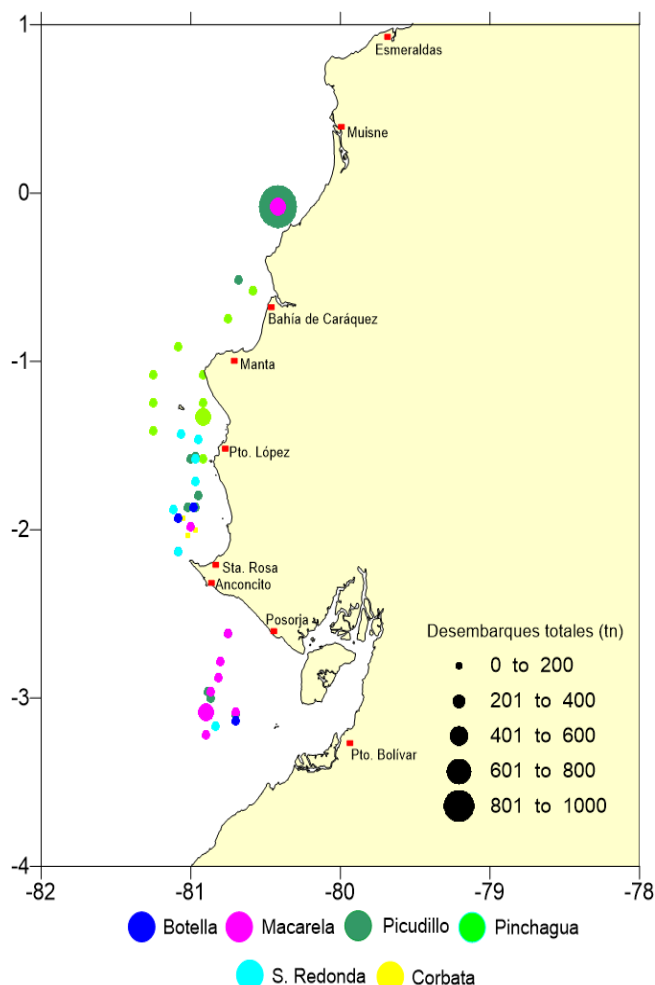 1
Esmeraldas
Muisne
0
Bahía de Caráquez
-1
Manta
Pto. López
-2
Sta. Rosa
Anconcito
Posorja
Desembarques totales (tn)
0 to 200
201 to 400
-3
401 to 600
Pto. Bolívar
601 to 800
801 to 1000
-4
-82 -81 -80 -79 -78
Botella Macarela Picudillo Pinchagua
S. Redonda Corbata